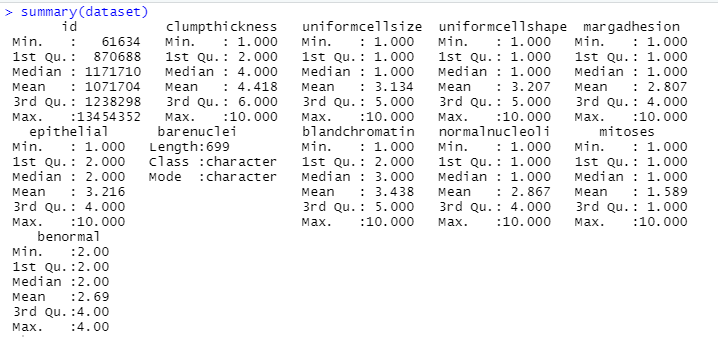 > summary(dataset)
id clumpthickness uniformcellsize uniformcellshape margadhesion
Min. : 61634 Min. : 1.000 Min. : 1.000 Min. : 1.000 Min. : 1.000
1st Qu.: 870688 1st Qu.: 2.000 1st Qu.: 1.000 1st Qu.: 1.000 1st Qu.: 1.000
Median : 1171710 Median : 4.000 Median : 1.000 Median : 1.000 Median : 1.000
Mean : 1071704 Mean : 4.418 Mean : 3.134 Mean : 3.207 Mean : 2.807
3rd Qu.: 1238298 3rd Qu.: 6.000 3rd Qu.: 5.000 3rd Qu.: 5.000 3rd Qu.: 4.000
Max. :13454352 Max. :10.000 Max. :10.000 Max. :10.000 Max. :10.000
epithelial barenuclei blandchromatin normalnucleoli mitoses
Min. : 1.000 Length:699 Min. : 1.000 Min. : 1.000 Min. : 1.000
1st Qu.: 2.000 Class :character 1st Qu.: 2.000 1st Qu.: 1.000 1st Qu.: 1.000
Median : 2.000 Mode :character Median : 3.000 Median : 1.000 Median : 1.000
Mean : 3.216 Mean : 3.438 Mean : 2.867 Mean : 1.589
3rd Qu.: 4.000 3rd Qu.: 5.000 3rd Qu.: 4.000 3rd Qu.: 1.000
Max. :10.000 Max. :10.000 Max. :10.000 Max. :10.000
benormal
Min. :2.00
1st Qu.:2.00
Median :2.00
Mean :2.69
3rd Qu.:4.00
Max. :4.00